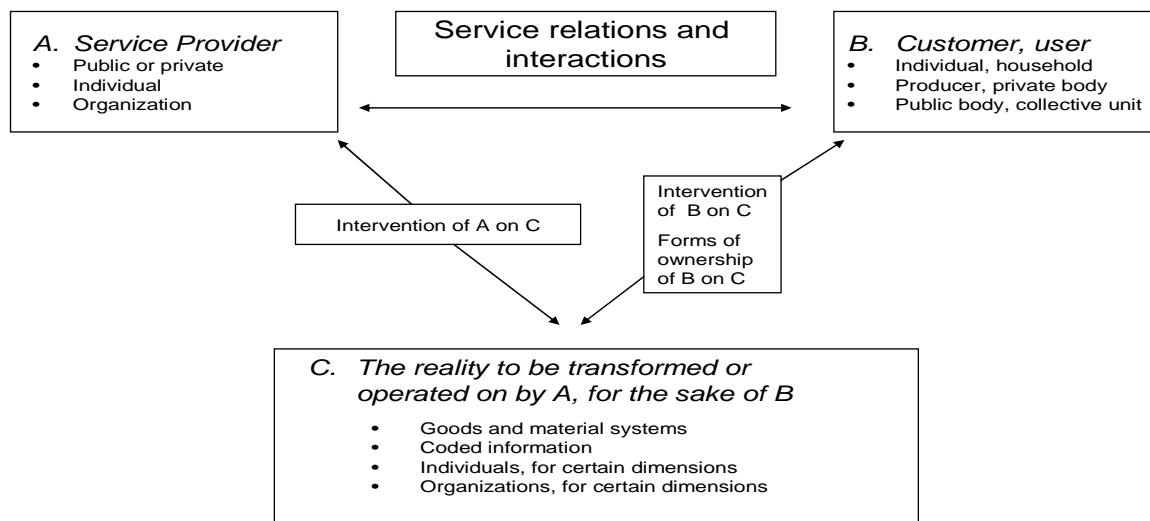 A. Service Provider
• Public or private
• Individual
• Organization
Service relations and
interactions
B. Customer, user
• Individual, household
• Producer, private body
• Public body, collective unit
Intervention of A on C
Intervention
of B on C
Forms of
ownership
of B on C
C. The reality to be transformed or
operated on by A, for the sake of B
• Goods and material systems
• Coded information
• Individuals, for certain dimensions
• Organizations, for certain dimensions